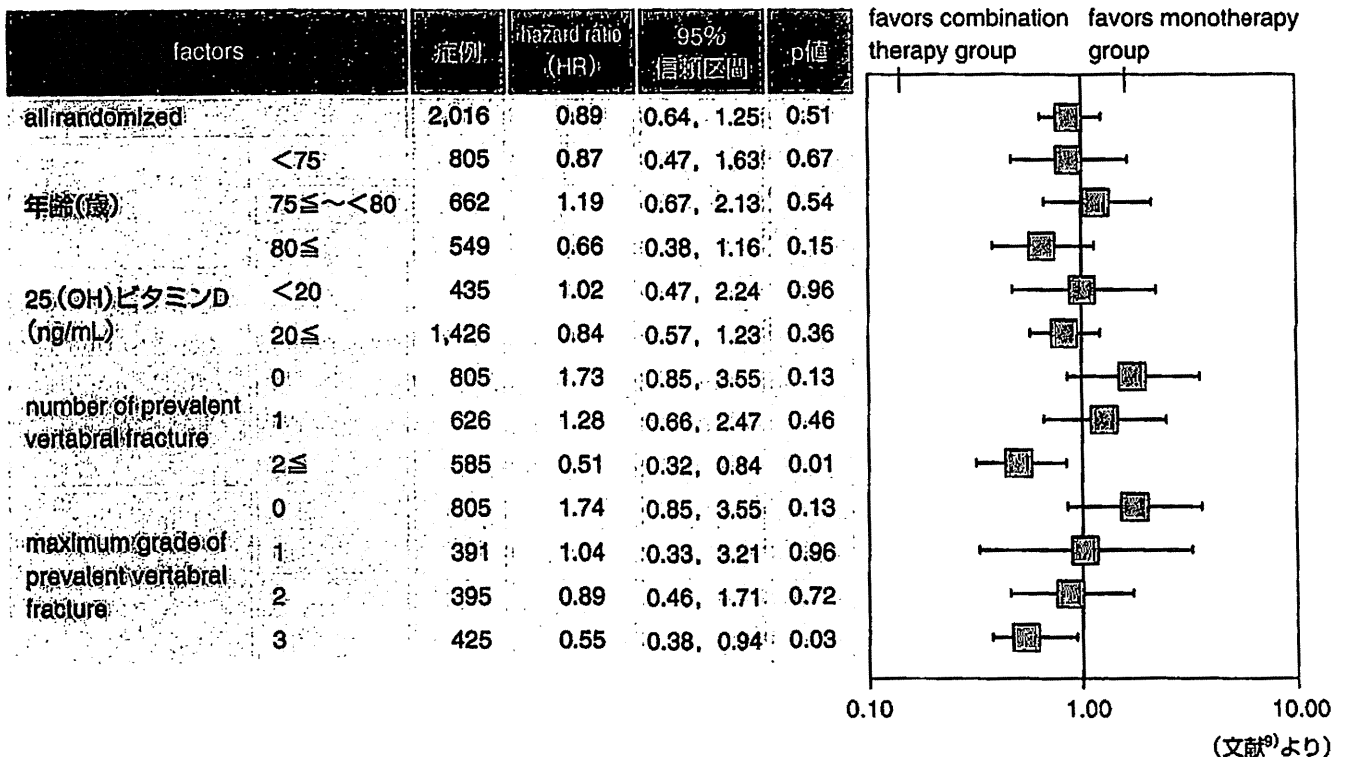 favors combination therapy group
favors monotherapy group
factors 症例 hazard ratio (HR) 95% 信頼区間 p値
all randomized 2,016 0.89 0.64, 1.25 0.51
年齢(歳)
<75 805 0.87 0.47, 1.63 0.67
75≦~<80 662 1.19 0.67, 2.13 0.54
80≦ 549 0.66 0.38, 1.16 0.15
25(OH)ビタミンD
(ng/mL)
<20 435 1.02 0.47, 2.24 0.96
20≦ 1,426 0.84 0.57, 1.23 0.36
number of prevalent
vertabral fracture
0 805 1.73 0.85, 3.55 0.13
1 626 1.28 0.66, 2.47 0.46
2≦ 585 0.51 0.32, 0.84 0.01
maximum grade of
prevalent vertabral
fracture
0 805 1.74 0.85, 3.55 0.13
1 391 1.04 0.33, 3.21 0.96
2 395 0.89 0.46, 1.71 0.72
3 425 0.55 0.38, 0.94 0.03
0.10 1.00 10.00
(文献9)より)